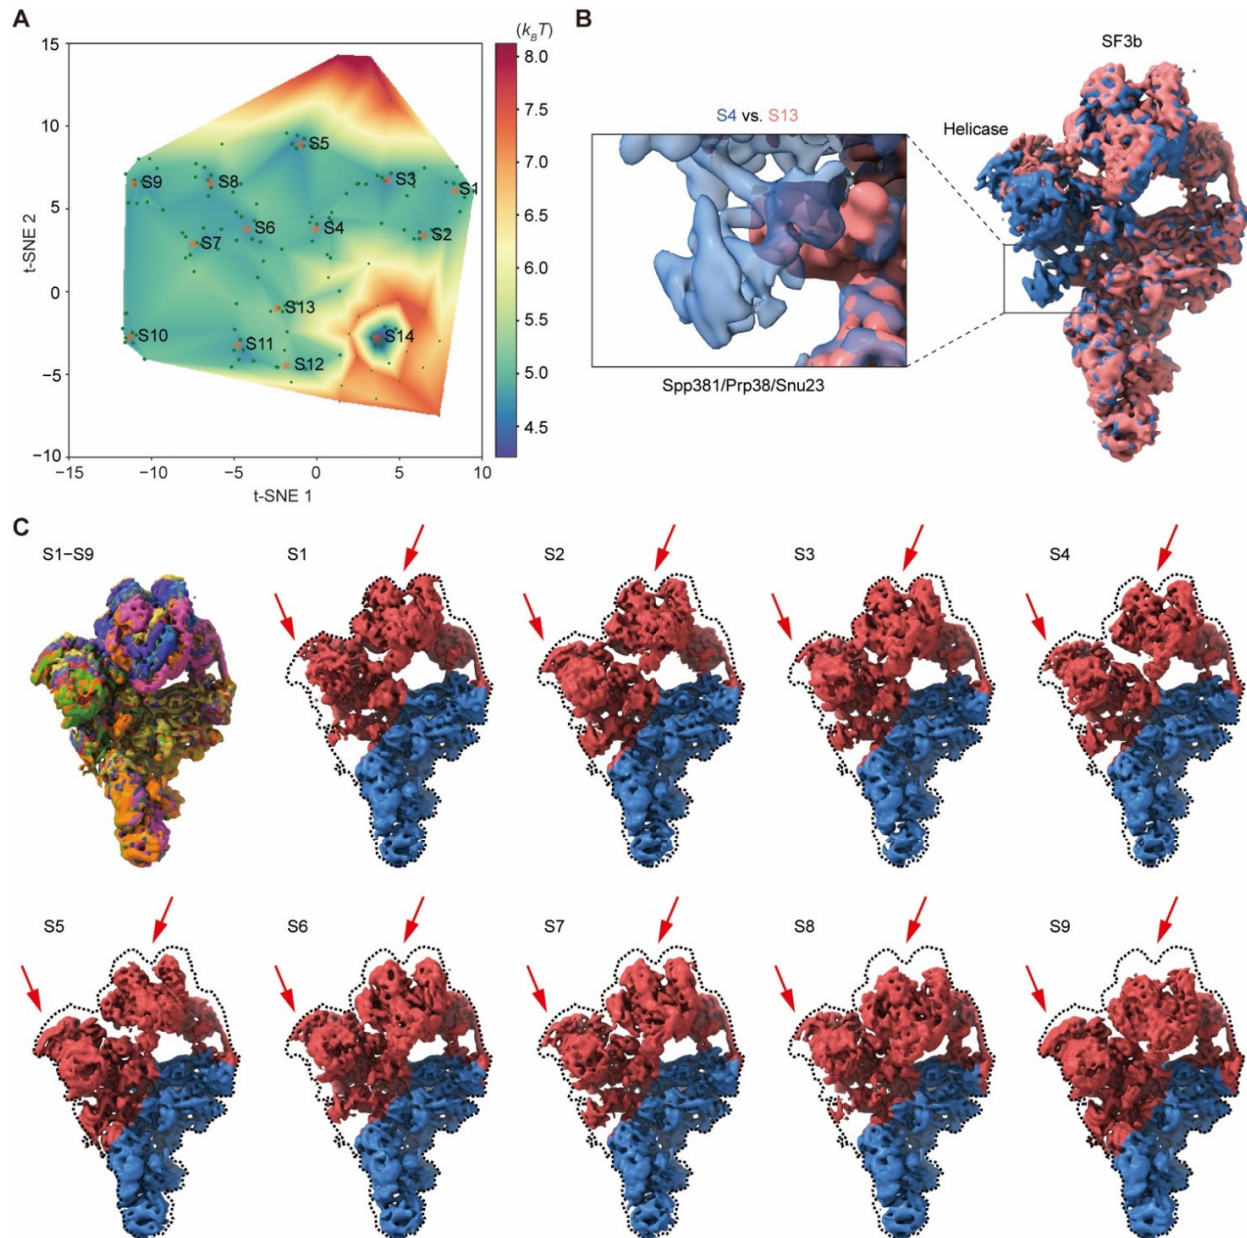 A
(kBT)
15
10
5
0
−5
−10
−15
−10
−5
0
5
10
t-SNE 2
t-SNE 1
8.0
7.5
7.0
6.5
6.0
5.5
5.0
4.5
S5
S9
S8
S3
S1
S7
S6
S4
S2
S13
S10
S11
S12
S14
B
SF3b
S4 vs. S13
Helicase
Spp381/Prp38/Snu23
C
S1−S9
S1
S2
S3
S4
S5
S6
S7
S8
S9